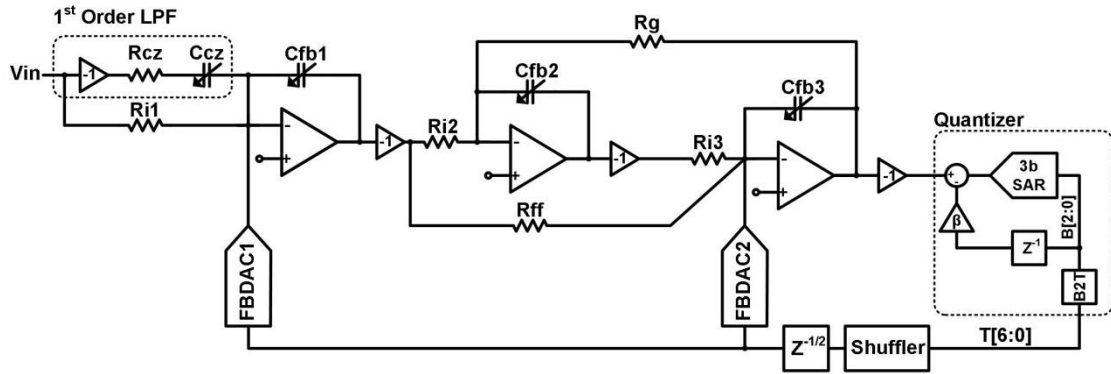 1st Order LPF
Vin
-1
Rcz
Ccz
Ri1
Cfb1
-
+
-1
Ri2
Rg
Cfb2
-
+
-1
Ri3
Rff
Cfb3
-
+
-1
Quantizer
+
-
3b
SAR
β
Z-1
B[2:0]
B2T
FBDAC1
FBDAC2
Z-1/2
Shuffler
T[6:0]